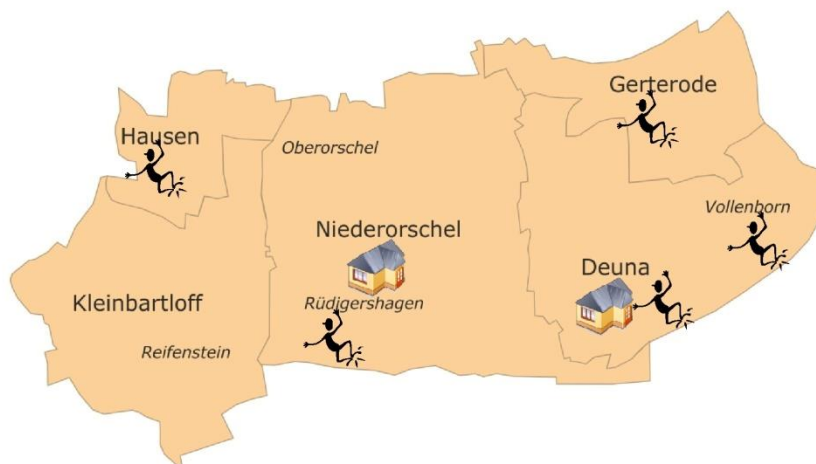 Gerterode
Hausen
Oberorschel
Vollenborn
Niederorschel
Deuna
Kleinbartloff
Rüdigershagen
Reifenstein